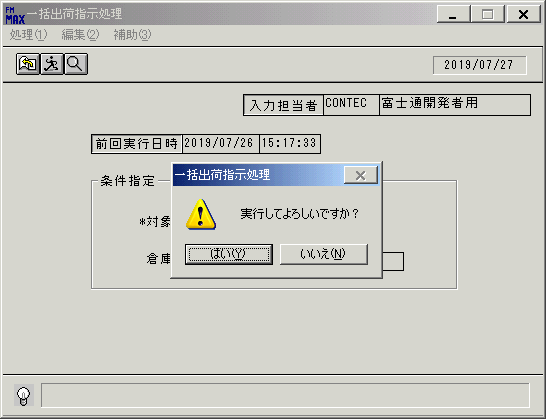 FM MAX 一括出荷指示処理
処理(1) 編集(2) 補助(3)
2019/07/27
入力担当者 CONTEC 富士通開発者用
前回実行日時 2019/07/26 15:17:33
条件指定
一括出荷指示処理
*対象
実行してよろしいですか？
倉庫
はい(Y) いいえ(N)